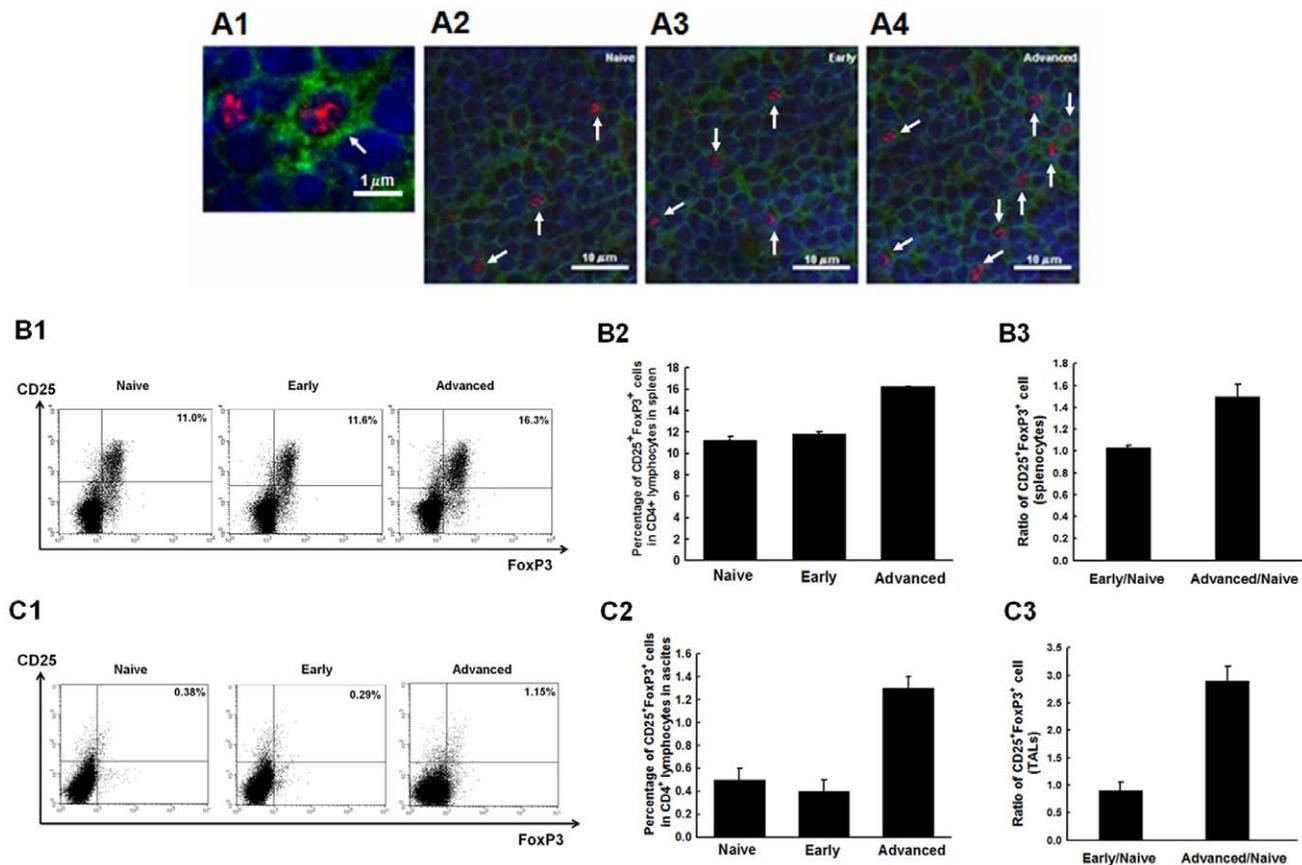 A1
A2
A3
A4
Naive
Early
Advanced
1 μm
10 μm
10 μm
10 μm
B1
CD25
Naive
Early
Advanced
11.0%
11.6%
16.3%
FoxP3
B2
Percentage of CD25⁺FoxP3⁺ cells
in CD4+ lymphocytes in spleen
18
16
14
12
10
8
6
4
2
0
Naive
Early
Advanced
B3
Ratio of CD25⁺FoxP3⁺ cell
(splenocytes)
1.8
1.6
1.4
1.2
1.0
0.8
0.6
0.4
0.2
0.0
Early/Naive
Advanced/Naive
C1
CD25
Naive
Early
Advanced
0.38%
0.29%
1.15%
FoxP3
C2
Percentage of CD25⁺FoxP3⁺ cells
in CD4⁺ lymphocytes in ascites
1.6
1.4
1.2
1.0
0.8
0.6
0.4
0.2
0.0
Naive
Early
Advanced
C3
Ratio of CD25⁺FoxP3⁺ cell
(TALs)
3.5
3.0
2.5
2.0
1.5
1.0
0.5
0.0
Early/Naive
Advanced/Naive